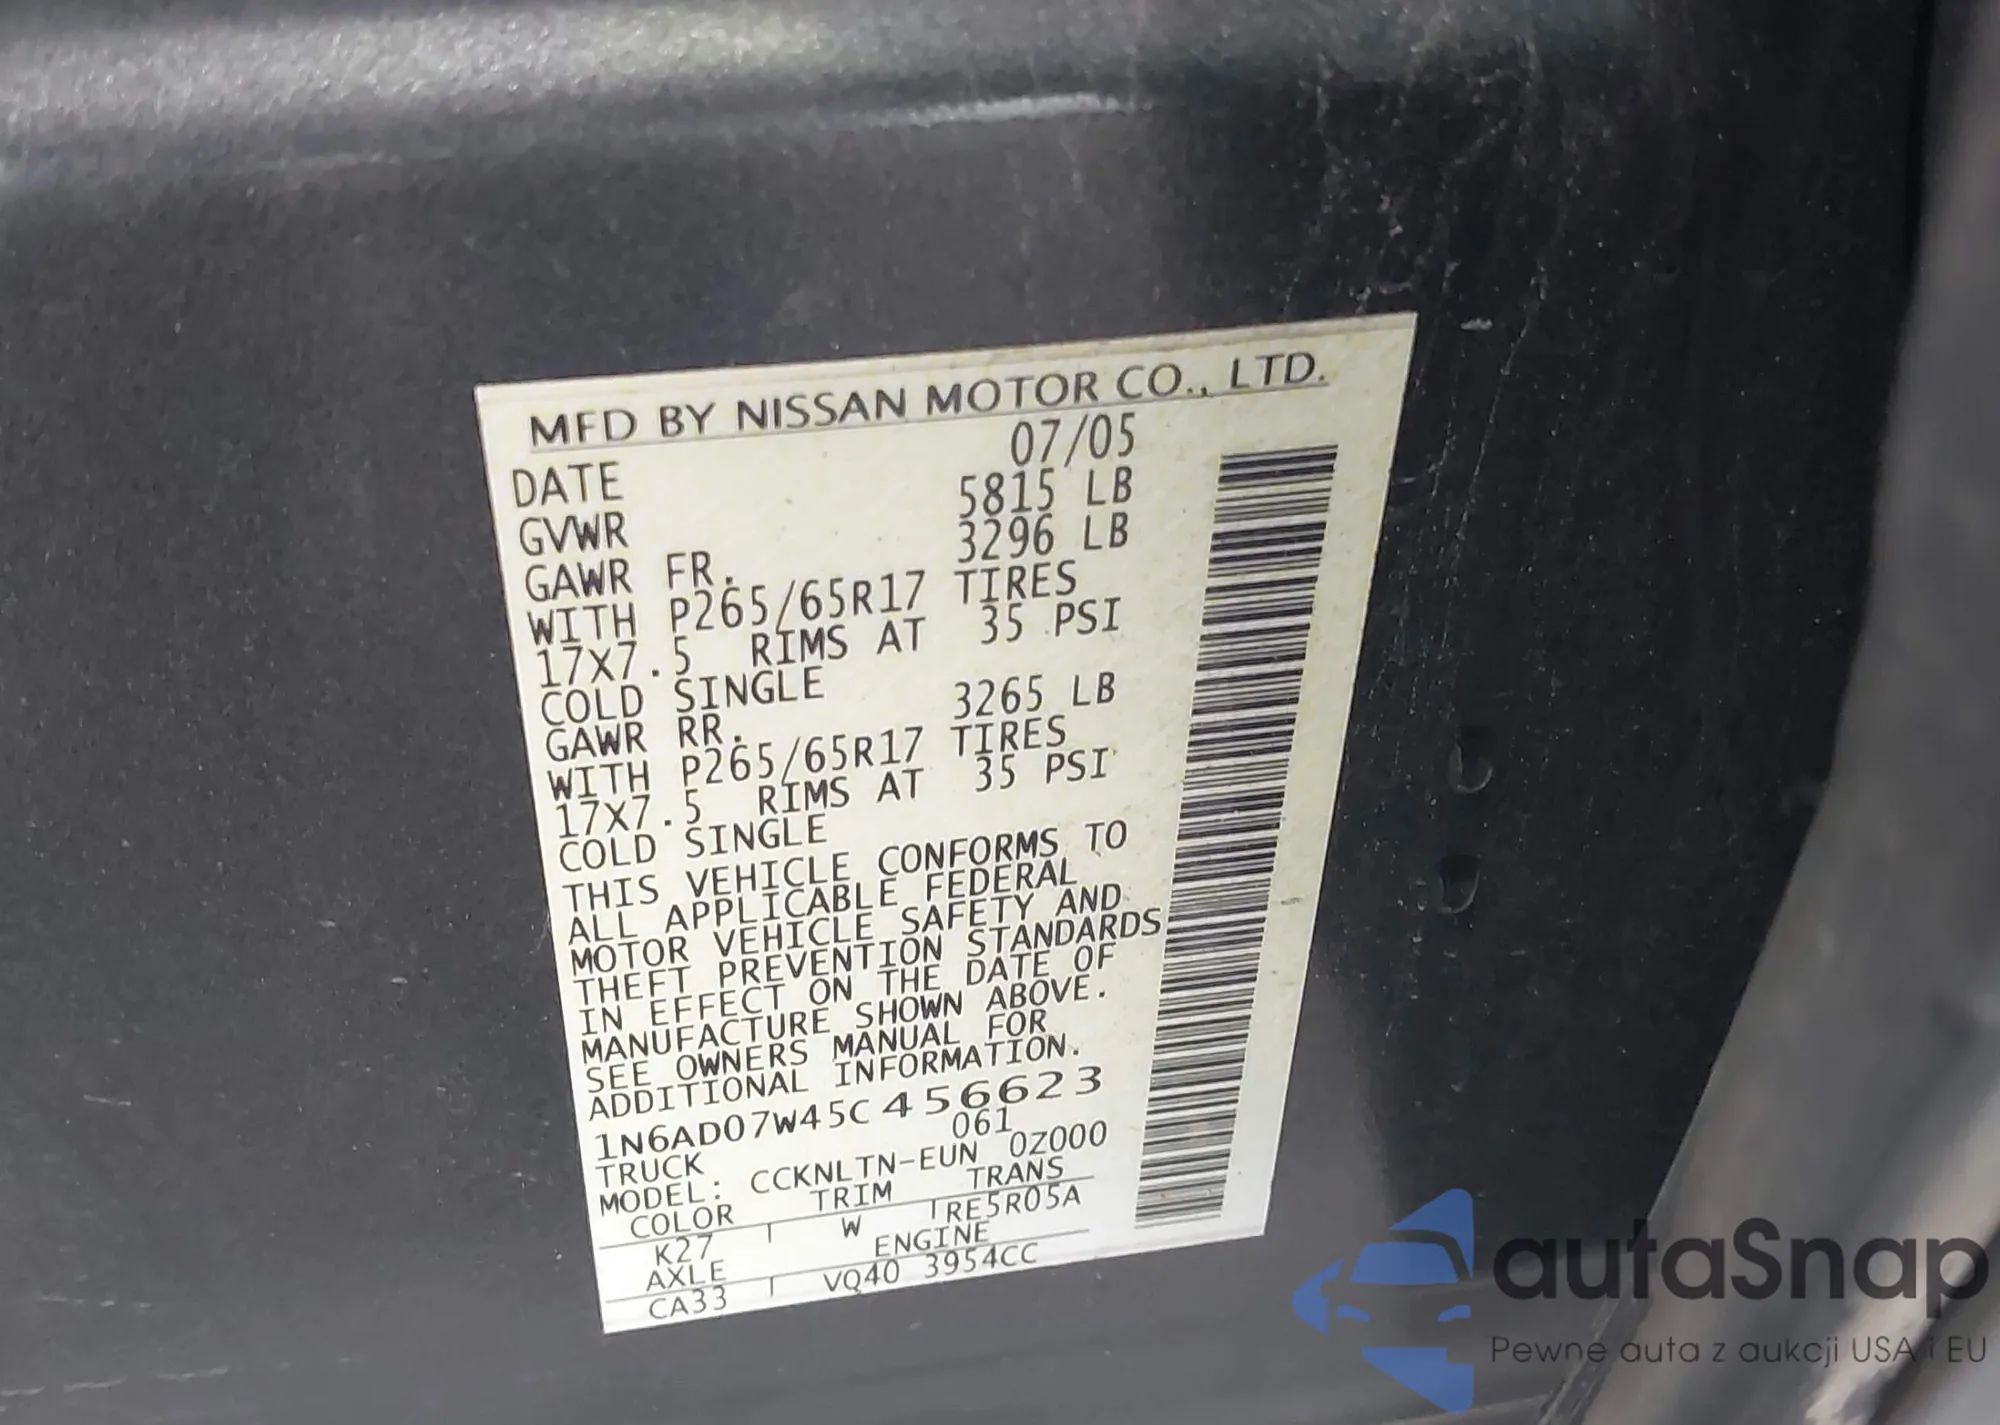 MFD BY NISSAN MOTOR CO., LTD.
DATE 07/05
GVWR 5815 LB
GAWR FR. 3296 LB
WITH P265/65R17 TIRES
17X7.5 RIMS AT 35 PSI
COLD SINGLE
GAWR RR. 3265 LB
WITH P265/65R17 TIRES
17X7.5 RIMS AT 35 PSI
COLD SINGLE
THIS VEHICLE CONFORMS TO
ALL APPLICABLE FEDERAL
MOTOR VEHICLE SAFETY AND
THEFT PREVENTION STANDARDS
IN EFFECT ON THE DATE OF
MANUFACTURE SHOWN ABOVE.
SEE OWNERS MANUAL FOR
ADDITIONAL INFORMATION.
1N6AD07W45C456623
TRUCK 061
MODEL: CCKNLTN-EUN 0Z000
COLOR TRIM TRANS
K27 W RE5R05A
AXLE ENGINE
CA33 VQ40 3954CC
autaSnap
Pewne auta z aukcji USA i EU